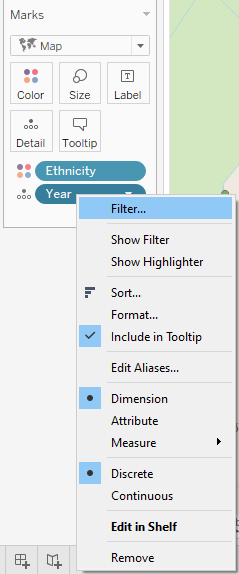 Marks
Map
Color
Size
Label
Detail
Tooltip
Ethnicity
Year
Filter...
Show Filter
Show Highlighter
Sort...
Format...
Include in Tooltip
Edit Aliases...
Dimension
Attribute
Measure
Discrete
Continuous
Edit in Shelf
Remove